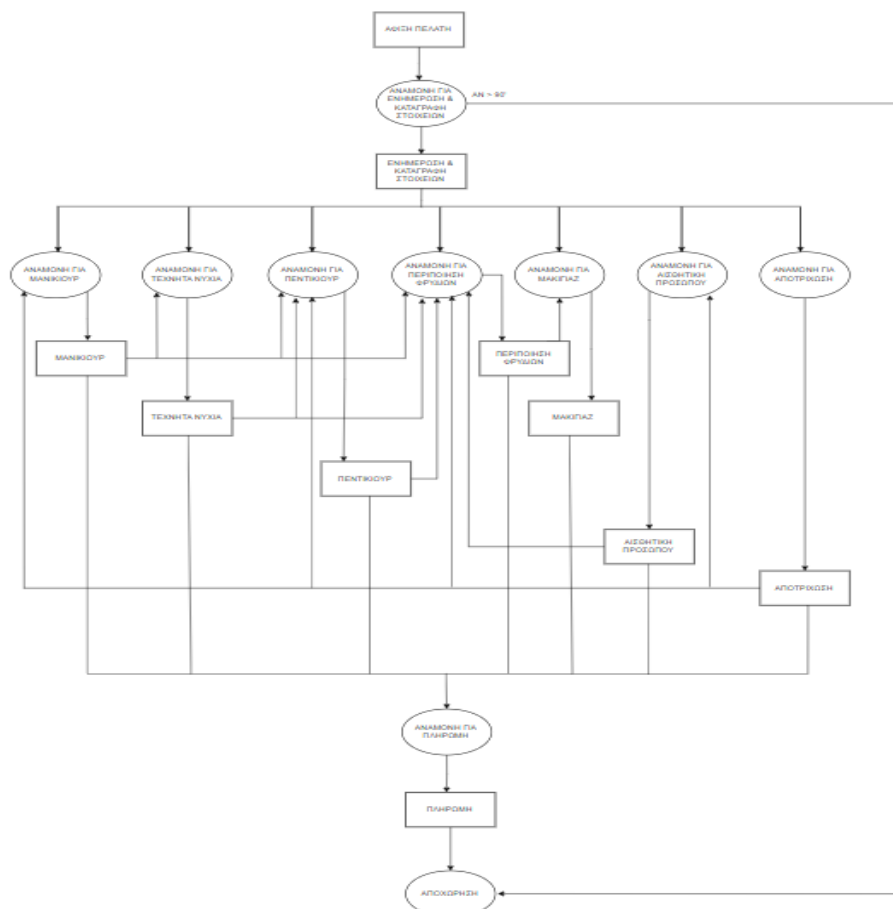 ΑΦΙΞΗ ΠΕΛΑΤΗ
ΑΝΑΜΟΝΗ ΓΙΑ
ΕΝΗΜΕΡΩΣΗ &
ΚΑΤΑΓΡΑΦΗ
ΣΤΟΙΧΕΙΩΝ
ΕΝΗΜΕΡΩΣΗ &
ΚΑΤΑΓΡΑΦΗ
ΣΤΟΙΧΕΙΩΝ
ΑΝΑΜΟΝΗ ΓΙΑ
ΜΑΝΙΚΙΟΥΡ
ΑΝΑΜΟΝΗ ΓΙΑ
ΤΕΧΝΗΤΑ ΝΥΧΙΑ
ΑΝΑΜΟΝΗ ΓΙΑ
ΠΕΝΤΙΚΙΟΥΡ
ΑΝΑΜΟΝΗ ΓΙΑ
ΠΕΡΙΠΟΙΗΣΗ
ΦΡΥΔΙΩΝ
ΑΝΑΜΟΝΗ ΓΙΑ
ΜΑΚΙΓΙΑΖ
ΑΝΑΜΟΝΗ ΓΙΑ
ΑΙΣΘΗΤΙΚΗ
ΠΡΟΣΩΠΟΥ
ΑΝΑΜΟΝΗ ΓΙΑ
ΑΠΟΤΡΙΧΩΣΗ
ΜΑΝΙΚΙΟΥΡ
ΠΕΡΙΠΟΙΗΣΗ
ΦΡΥΔΙΩΝ
ΤΕΧΝΗΤΑ ΝΥΧΙΑ
ΜΑΚΙΓΙΑΖ
ΠΕΝΤΙΚΙΟΥΡ
ΑΙΣΘΗΤΙΚΗ
ΠΡΟΣΩΠΟΥ
ΑΠΟΤΡΙΧΩΣΗ
ΑΝΑΜΟΝΗ ΓΙΑ
ΠΛΗΡΩΜΗ
ΠΛΗΡΩΜΗ
ΑΠΟΧΩΡΗΣΗ